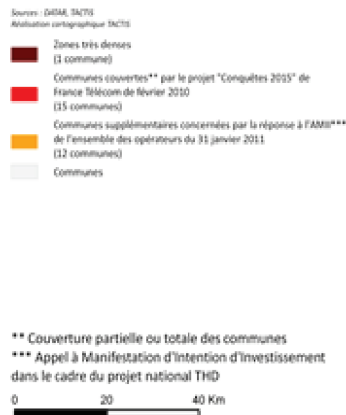 Sources : DATAR, TACTIS
Réalisation cartographique TACTIS
Zones très denses
(1 commune)
Communes couvertes** par le projet "Conquêtes 2015" de
France Télécom de février 2010
(15 communes)
Communes supplémentaires concernées par la réponse à l'AMII***
de l'ensemble des opérateurs du 31 janvier 2011
(12 communes)
Communes
** Couverture partielle ou totale des communes
*** Appel à Manifestation d'Intention d'Investissement
dans le cadre du projet national THD
0 20 40 Km